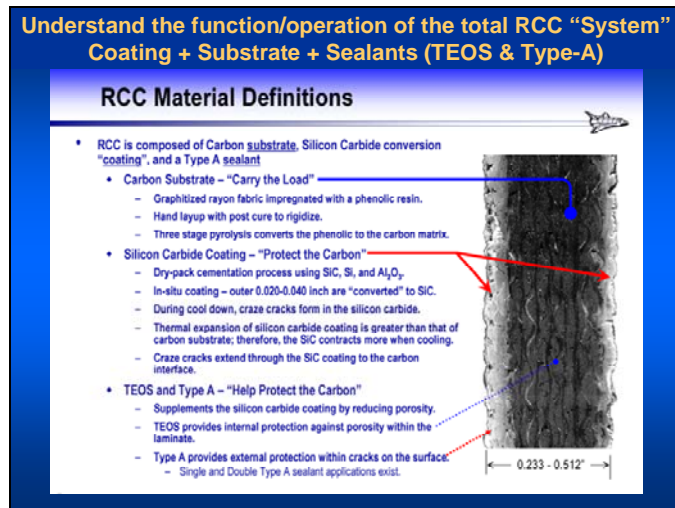 Understand the function/operation of the total RCC “System”
Coating + Substrate + Sealants (TEOS & Type-A)
RCC Material Definitions
• RCC is composed of Carbon substrate, Silicon Carbide conversion
“coating”, and a Type A sealant
• Carbon Substrate – “Carry the Load”
– Graphitized rayon fabric impregnated with a phenolic resin.
– Hand layup with post cure to rigidize.
– Three stage pyrolysis converts the phenolic to the carbon matrix.
• Silicon Carbide Coating – “Protect the Carbon”
– Dry-pack cementation process using SiC, Si, and Al₂O₃.
– In-situ coating – outer 0.020-0.040 inch are “converted” to SiC.
– During cool down, craze cracks form in the silicon carbide.
– Thermal expansion of silicon carbide coating is greater than that of
carbon substrate; therefore, the SiC contracts more when cooling.
– Craze cracks extend through the SiC coating to the carbon
interface.
• TEOS and Type A – “Help Protect the Carbon”
– Supplements the silicon carbide coating by reducing porosity.
– TEOS provides internal protection against porosity within the
laminate.
– Type A provides external protection within cracks on the surface.
– Single and Double Type A sealant applications exist.
0.233 - 0.512"